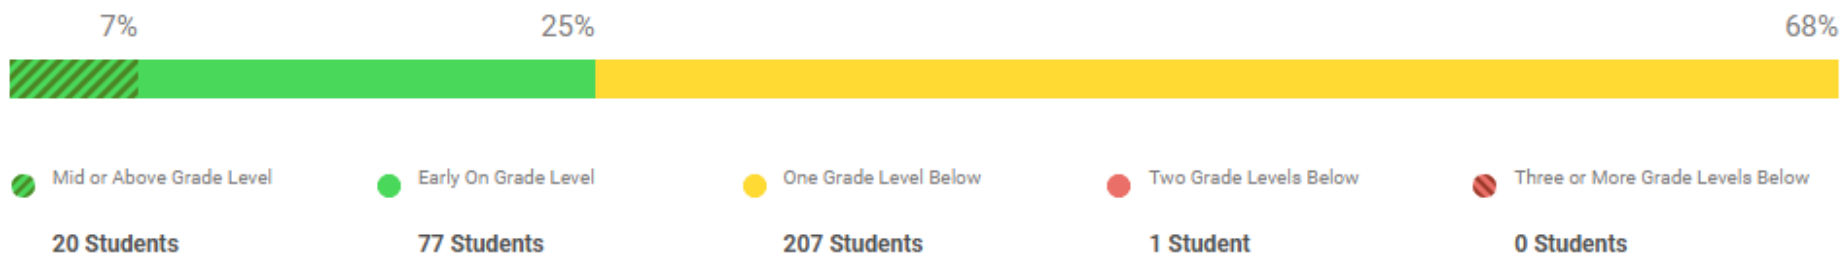 7% 25% 68%
Mid or Above Grade Level Early On Grade Level One Grade Level Below Two Grade Levels Below Three or More Grade Levels Below
20 Students 77 Students 207 Students 1 Student 0 Students